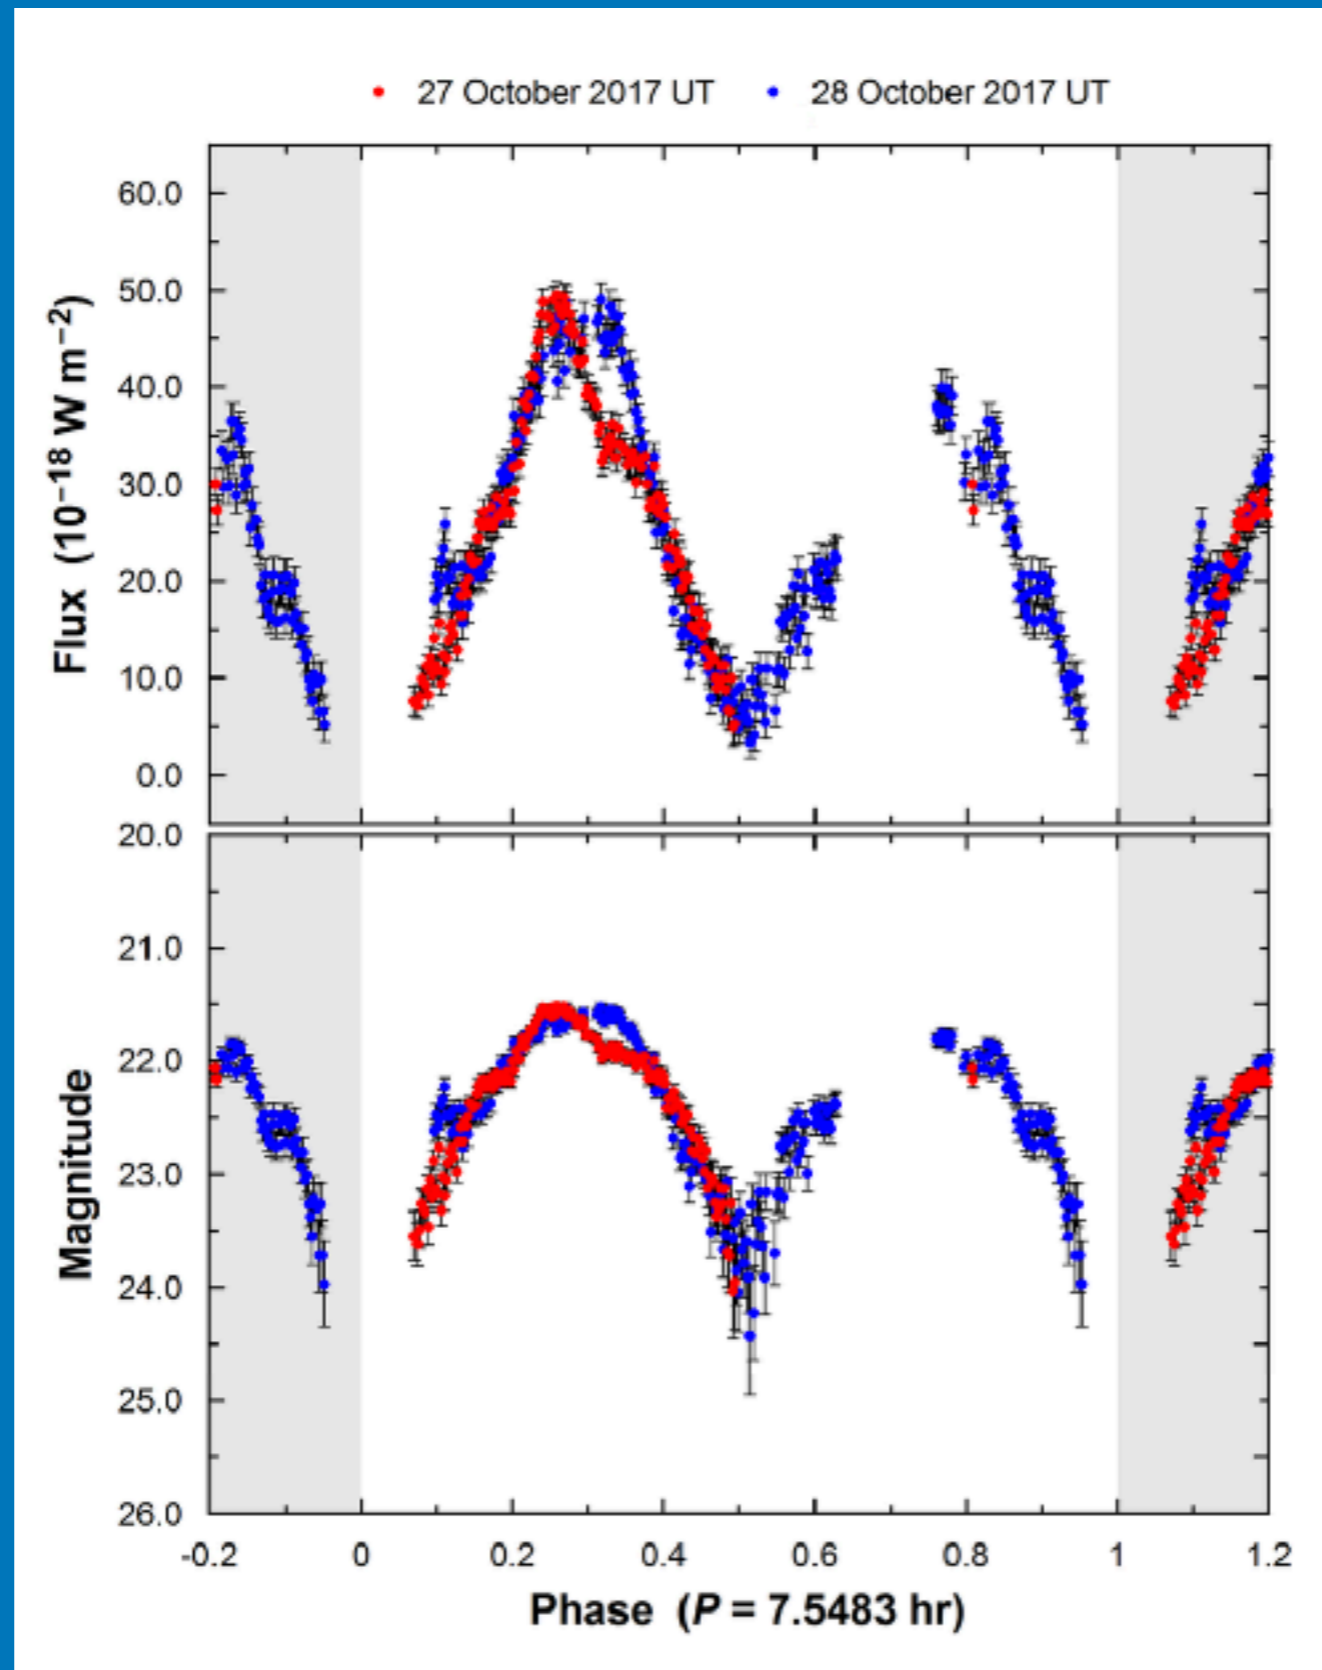 27 October 2017 UT 28 October 2017 UT
60.0
50.0
40.0
30.0
20.0
10.0
0.0
Flux (10⁻¹⁸ W m⁻²)
20.0
21.0
22.0
23.0
24.0
25.0
26.0
Magnitude
-0.2 0 0.2 0.4 0.6 0.8 1 1.2
Phase (P = 7.5483 hr)